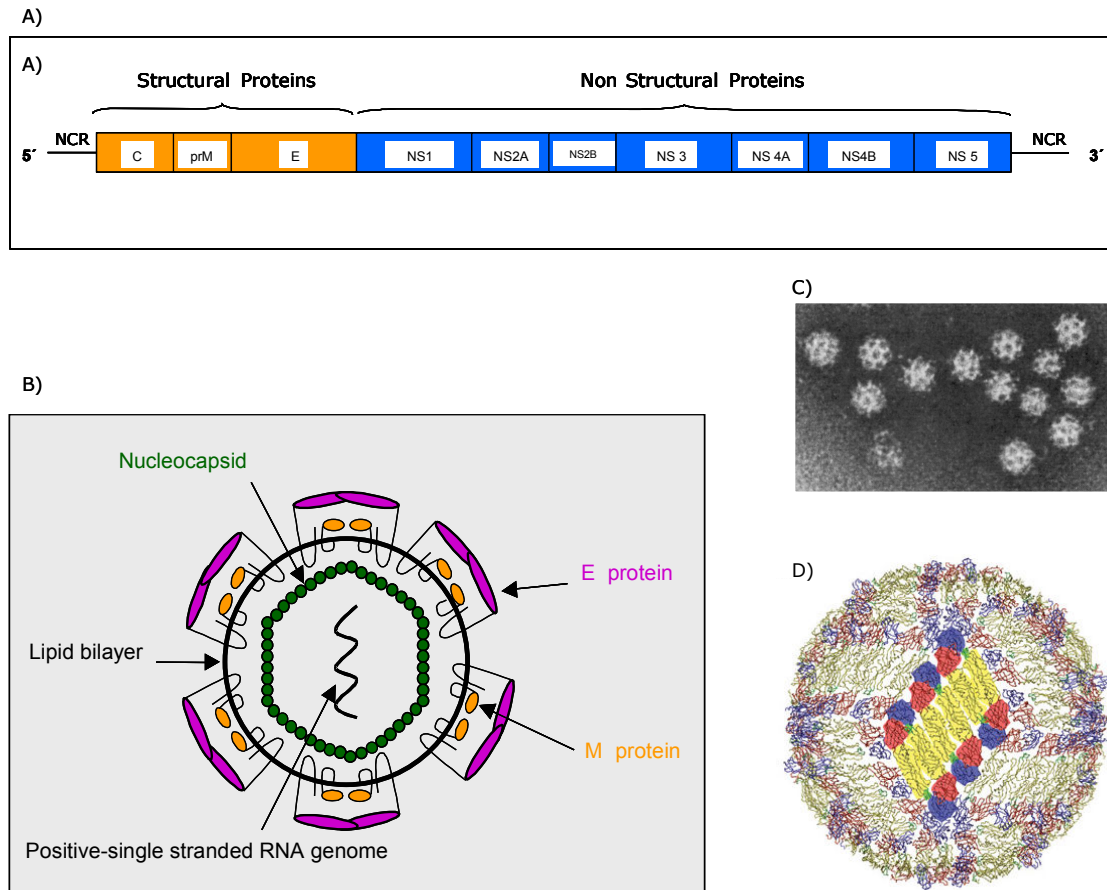 A)
A)
Structural Proteins Non Structural Proteins
5´ NCR C prM E NS1 NS2A NS2B NS 3 NS 4A NS4B NS 5 NCR 3´
C)
B)
Nucleocapsid
E protein
D)
Lipid bilayer
M protein
Positive-single stranded RNA genome